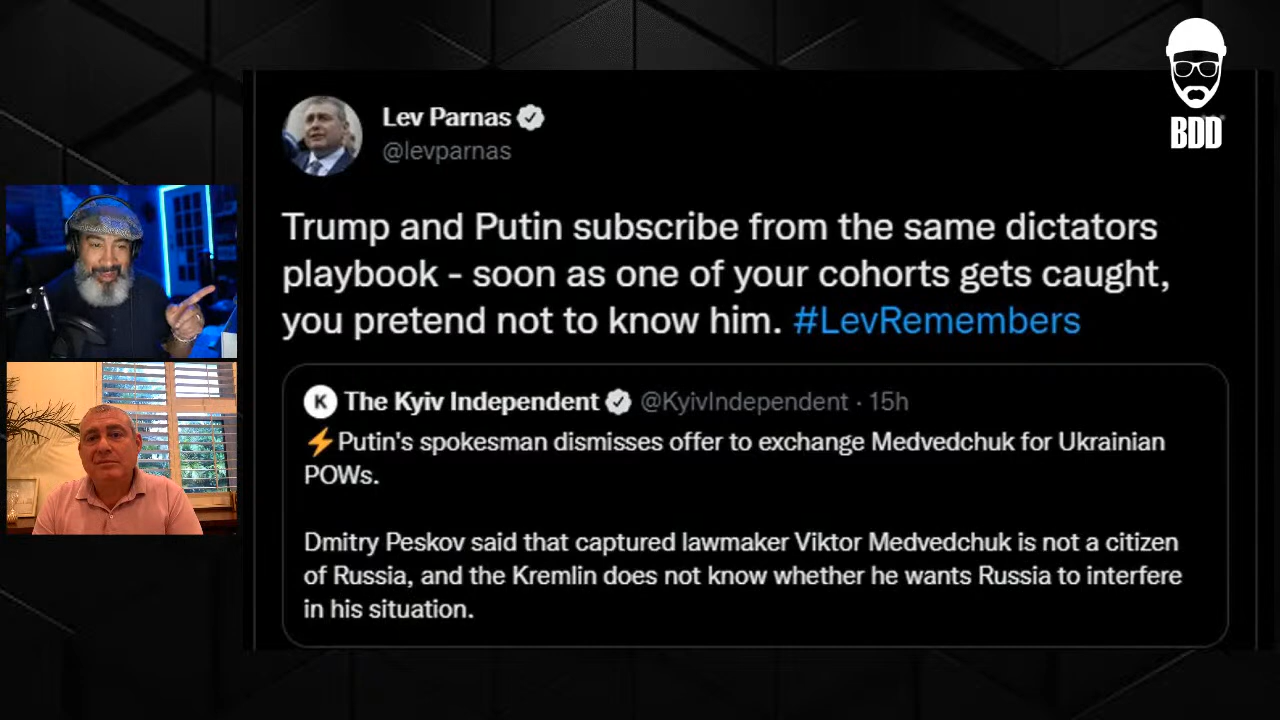 BDD
Lev Parnas
@levparnas
Trump and Putin subscribe from the same dictators
playbook - soon as one of your cohorts gets caught,
you pretend not to know him. #LevRemembers
K The Kyiv Independent @KyivIndependent · 15h
⚡Putin's spokesman dismisses offer to exchange Medvedchuk for Ukrainian
POWs.
Dmitry Peskov said that captured lawmaker Viktor Medvedchuk is not a citizen
of Russia, and the Kremlin does not know whether he wants Russia to interfere
in his situation.